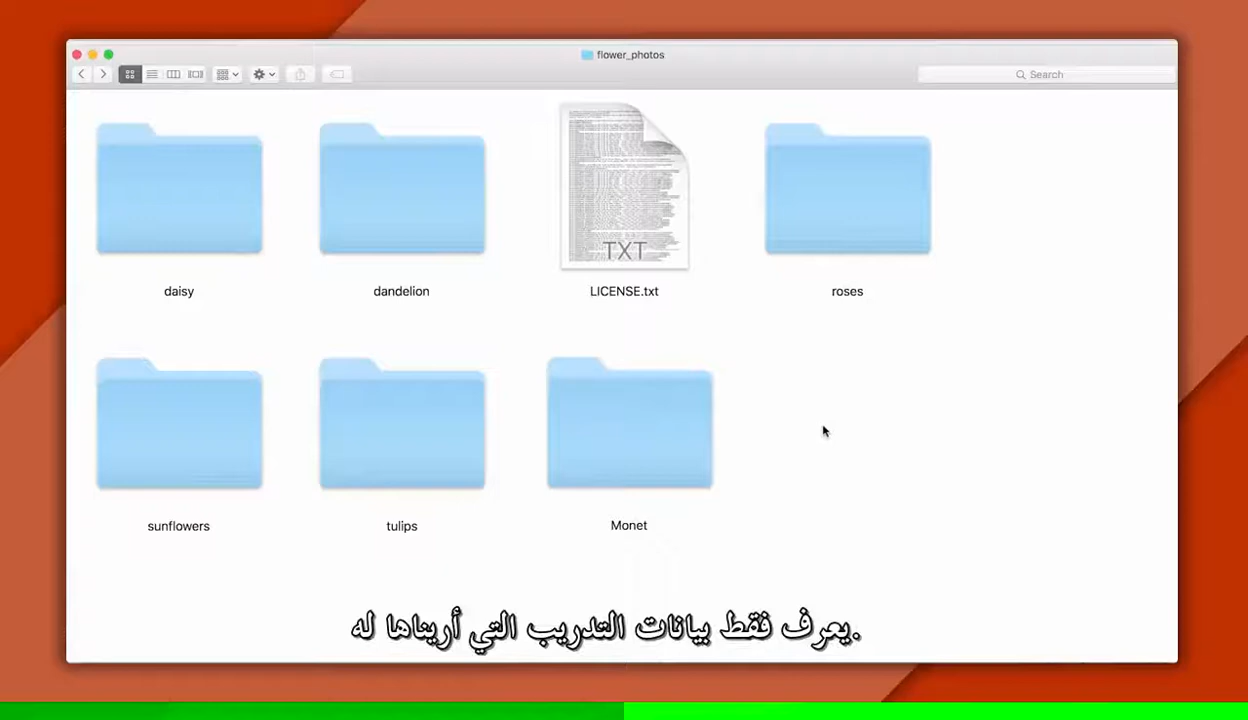 flower_photos
Search
daisy
dandelion
TXT
LICENSE.txt
roses
sunflowers
tulips
Monet
يعرف فقط بيانات التدريب التي أريناها له.